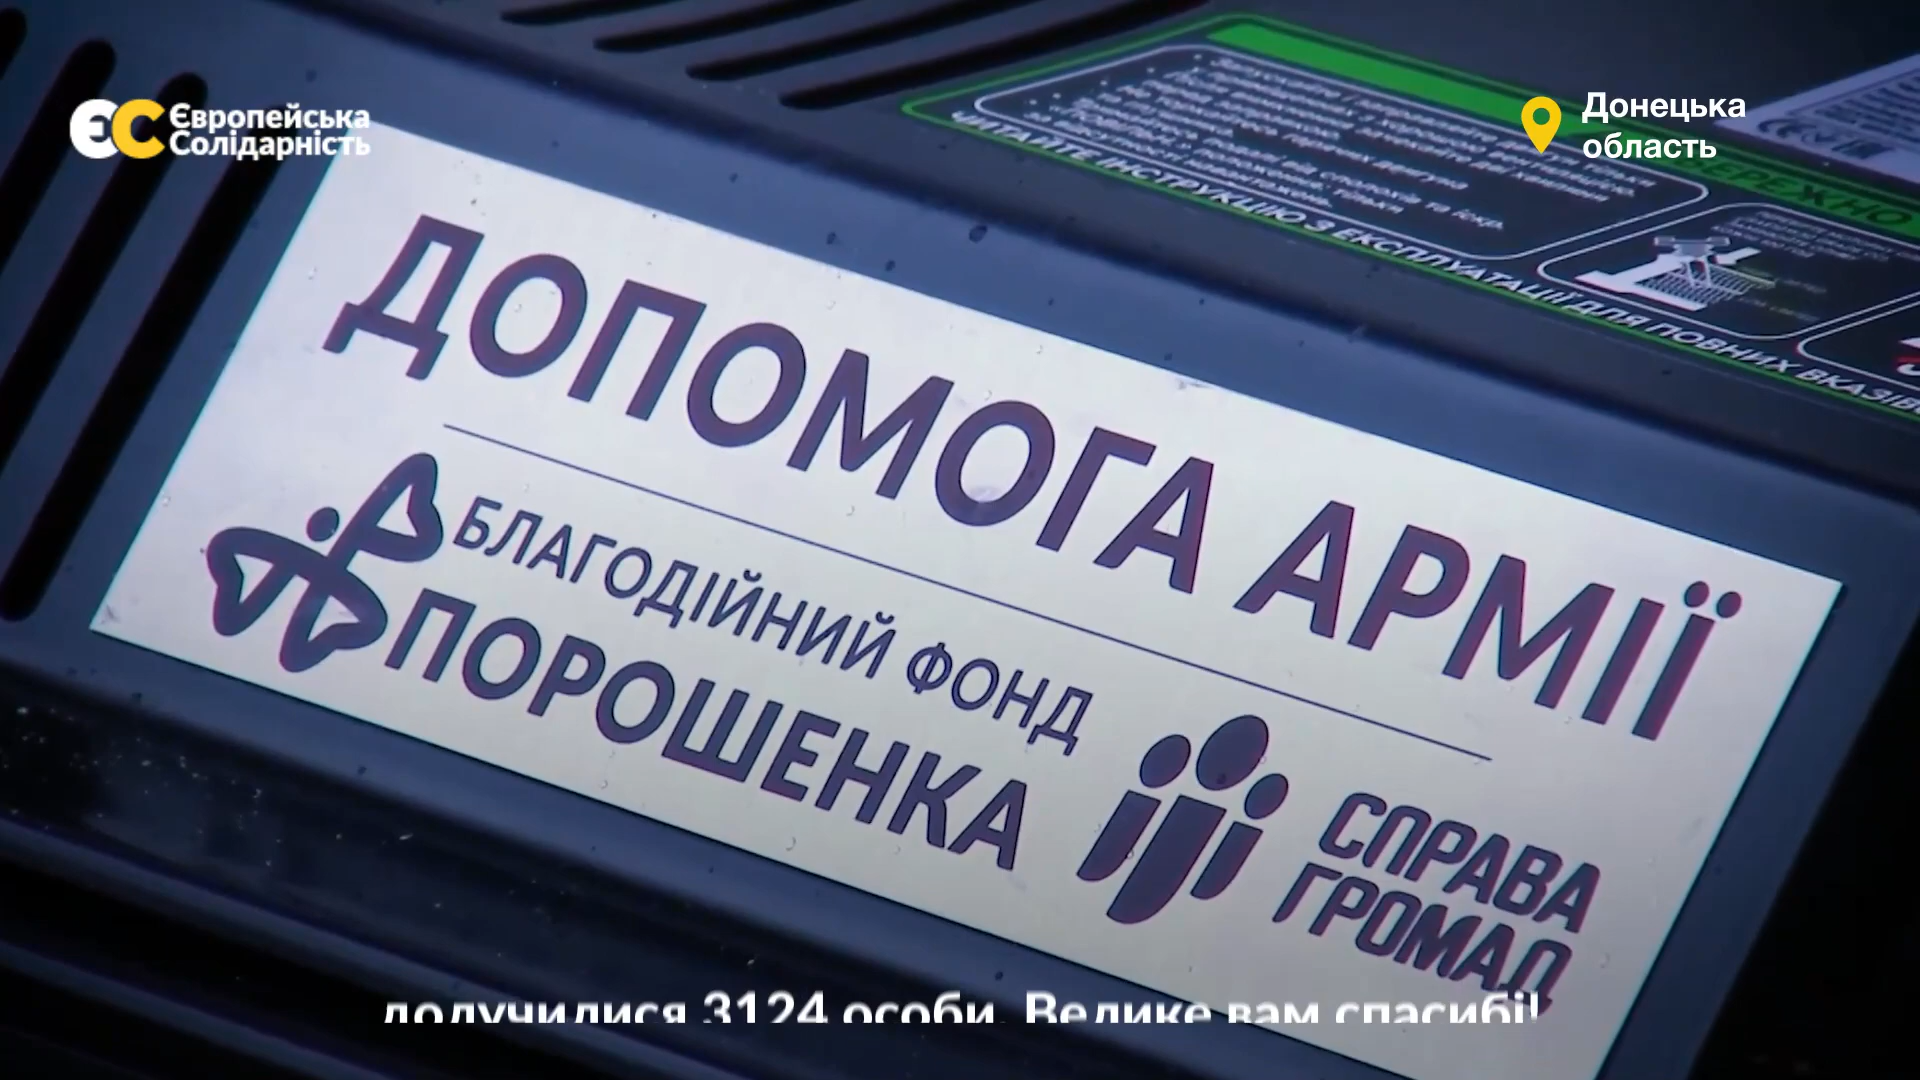 ЄС Європейська
Солідарність
Донецька
область
ЧИТАЙТЕ ІНСТРУКЦІЮ З ЕКСПЛУАТАЦІЇ ДЛЯ ПОВНИХ
ДОПОМОГА АРМІЇ
БЛАГОДІЙНИЙ ФОНД
ПОРОШЕНКА
СПРАВА
ГРОМАД
долучилися 3124 особи. Велике вам спасибі!